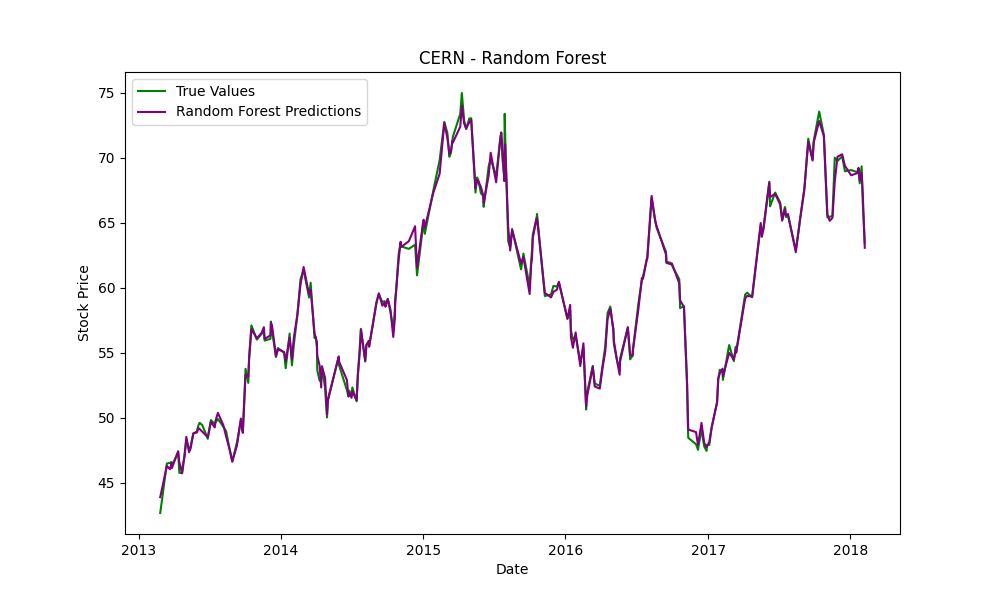 CERN - Random Forest
True Values
Random Forest Predictions
Stock Price
75
70
65
60
55
50
45
2013
2014
2015
2016
2017
2018
Date